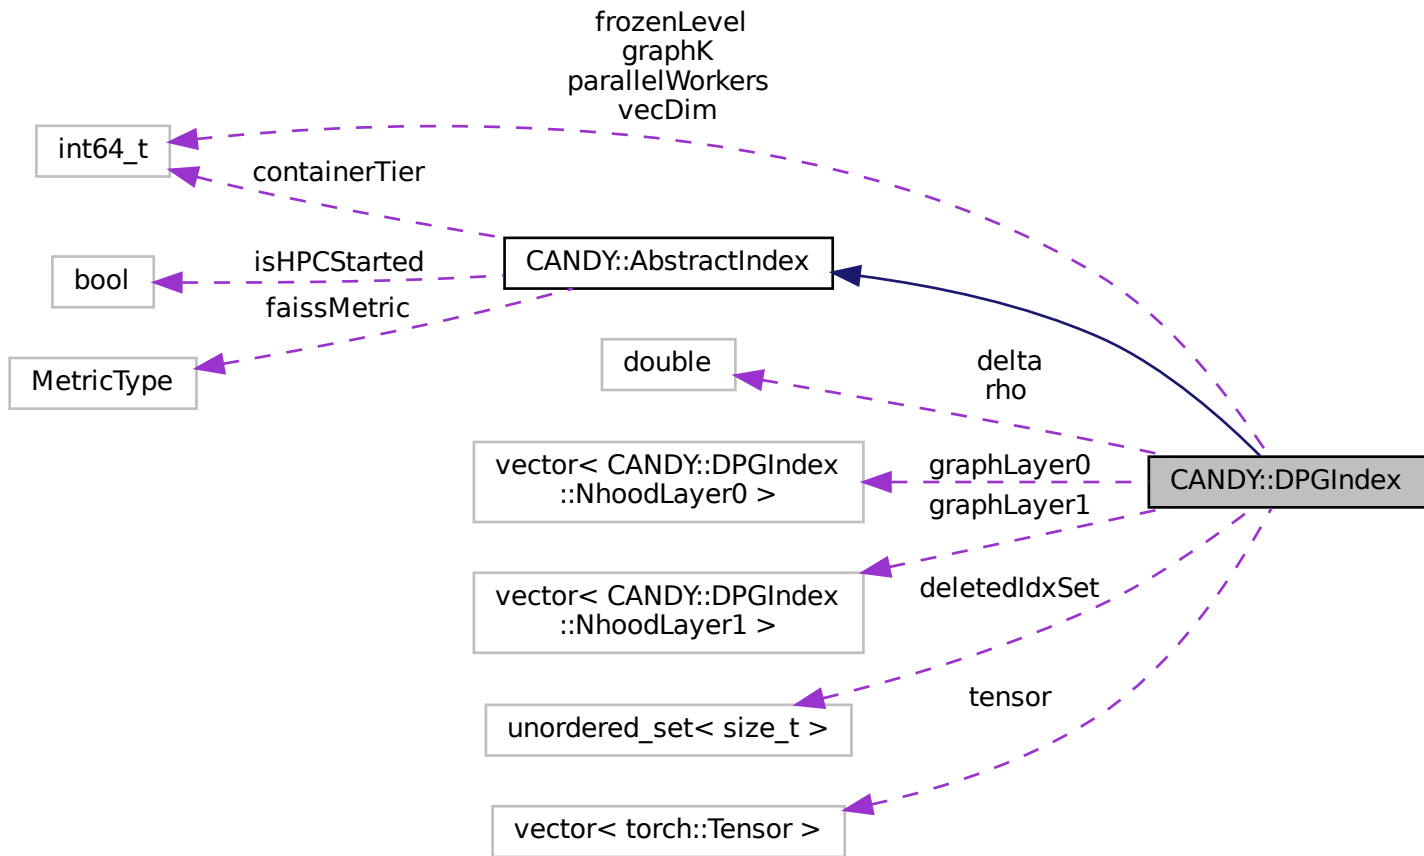 frozenLevel
graphK
parallelWorkers
vecDim
int64_t
containerTier
CANDY::AbstractIndex
isHPCStarted
bool
faissMetric
MetricType
double
delta
rho
vector< CANDY::DPGIndex
::NhoodLayer0 >
graphLayer0
CANDY::DPGIndex
graphLayer1
vector< CANDY::DPGIndex
::NhoodLayer1 >
deletedIdxSet
unordered_set< size_t >
tensor
vector< torch::Tensor >